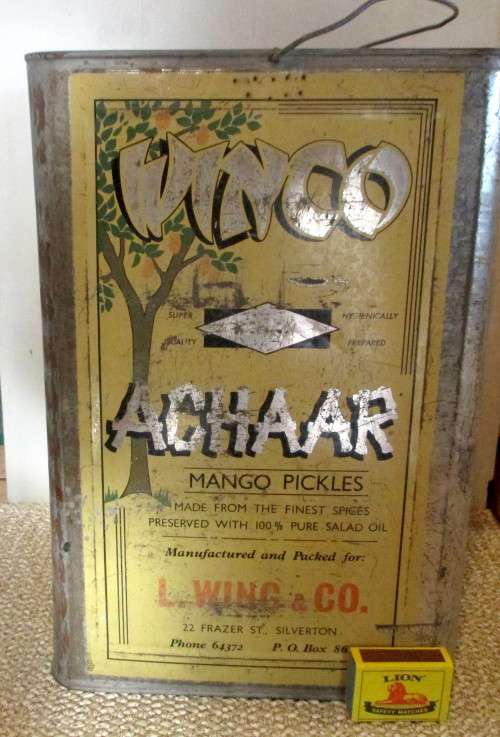 WINCO
SUPER HYGIENICALLY
QUALITY PREPARED
ACHAAR
MANGO PICKLES
MADE FROM THE FINEST SPICES
PRESERVED WITH 100% PURE SALAD OIL
Manufactured and Packed for:
L. WING & CO.
22 FRAZER ST., SILVERTON.
Phone 64372 P.O. Box
LION
SAFETY MATCHES